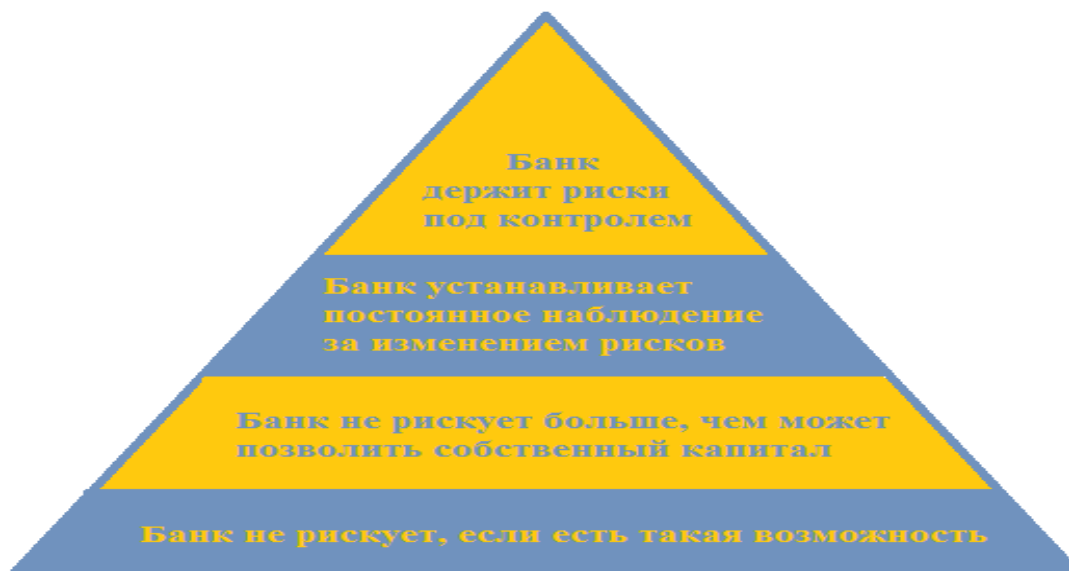 Банк
держит риски
под контролем
Банк устанавливает
постоянное наблюдение
за изменением рисков
Банк не рискует больше, чем может
позволить собственный капитал
Банк не рискует, если есть такая возможность